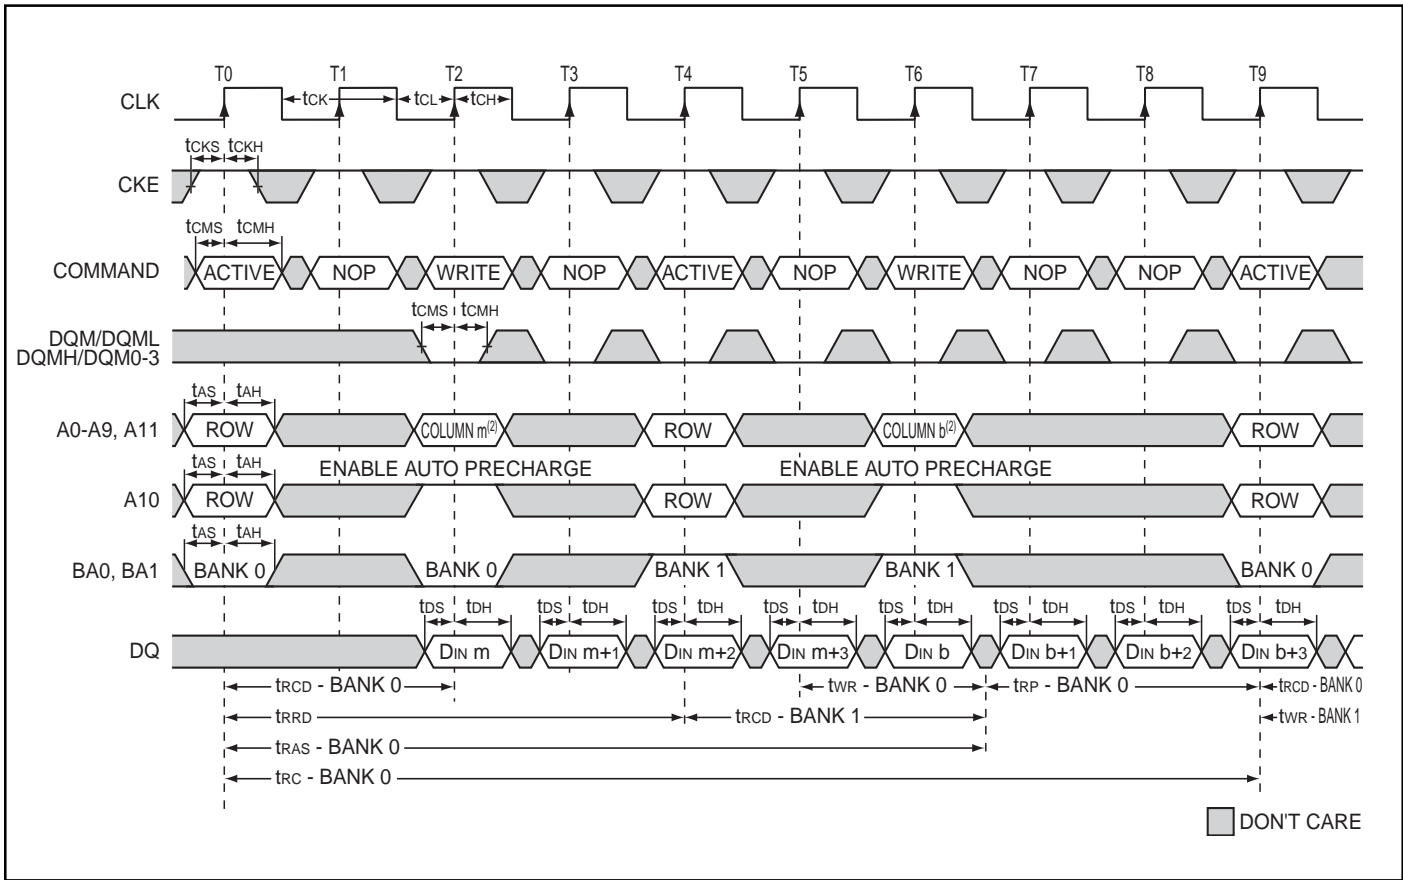 T0 T1 T2 T3 T4 T5 T6 T7 T8 T9
CLK tCK tCL tCH
tCKS tCKH
CKE
tCMS tCMH
COMMAND ACTIVE NOP WRITE NOP ACTIVE NOP WRITE NOP NOP ACTIVE
tCMS tCMH
DQM/DQML
DQMH/DQM0-3
tAS tAH
A0-A9, A11 ROW COLUMN m(2) ROW COLUMN b(2) ROW
tAS tAH ENABLE AUTO PRECHARGE ENABLE AUTO PRECHARGE
A10 ROW ROW ROW
tAS tAH
BA0, BA1 BANK 0 BANK 0 BANK 1 BANK 1 BANK 0
tDS tDH tDS tDH tDS tDH tDS tDH tDS tDH tDS tDH tDS tDH tDS tDH
DQ DIN m DIN m+1 DIN m+2 DIN m+3 DIN b DIN b+1 DIN b+2 DIN b+3
tRCD - BANK 0 tWR - BANK 0 tRP - BANK 0 tRCD - BANK 0
tRRD tRCD - BANK 1 tWR - BANK 1
tRAS - BANK 0
tRC - BANK 0
DON'T CARE